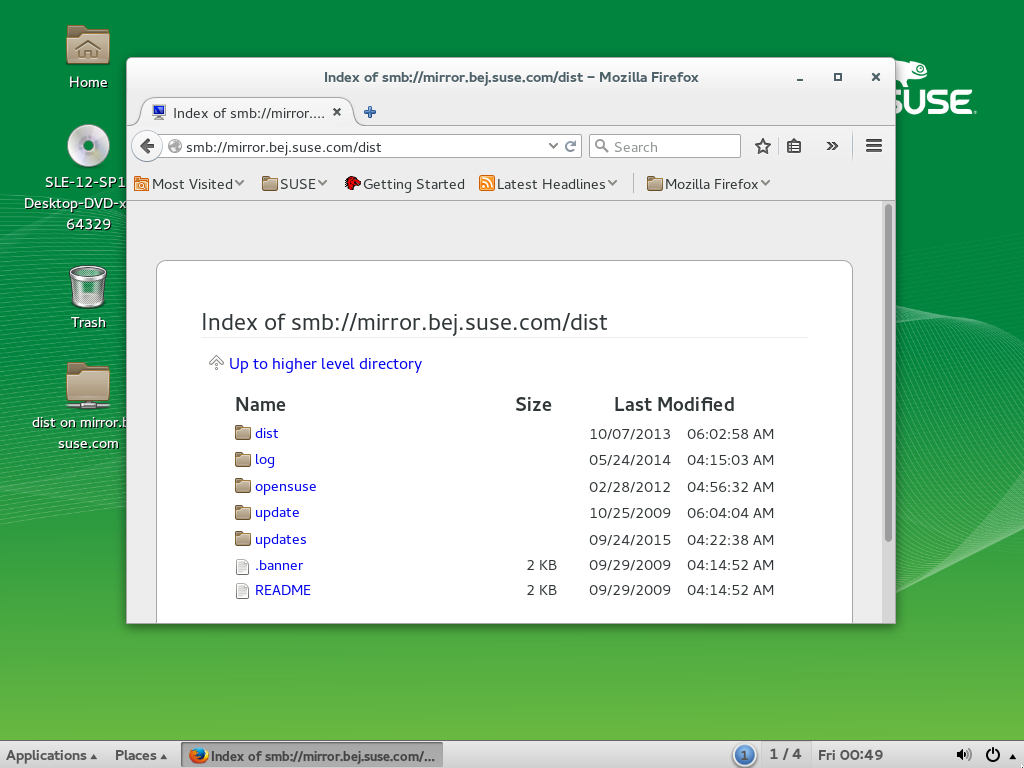 Home
SLE-12-SP1
Desktop-DVD-x
64329
Trash
dist on mirror.b
suse.com
SUSE
Index of smb://mirror.bej.suse.com/dist – Mozilla Firefox
Index of smb://mirror....
smb://mirror.bej.suse.com/dist
Search
Most Visited
SUSE
Getting Started
Latest Headlines
Mozilla Firefox
Index of smb://mirror.bej.suse.com/dist
Up to higher level directory
Name Size Last Modified
dist 10/07/2013 06:02:58 AM
log 05/24/2014 04:15:03 AM
opensuse 02/28/2012 04:56:32 AM
update 10/25/2009 06:04:04 AM
updates 09/24/2015 04:22:38 AM
.banner 2 KB 09/29/2009 04:14:52 AM
README 2 KB 09/29/2009 04:14:52 AM
Applications Places Index of smb://mirror.bej.suse.com/... 1 1 / 4 Fri 00:49